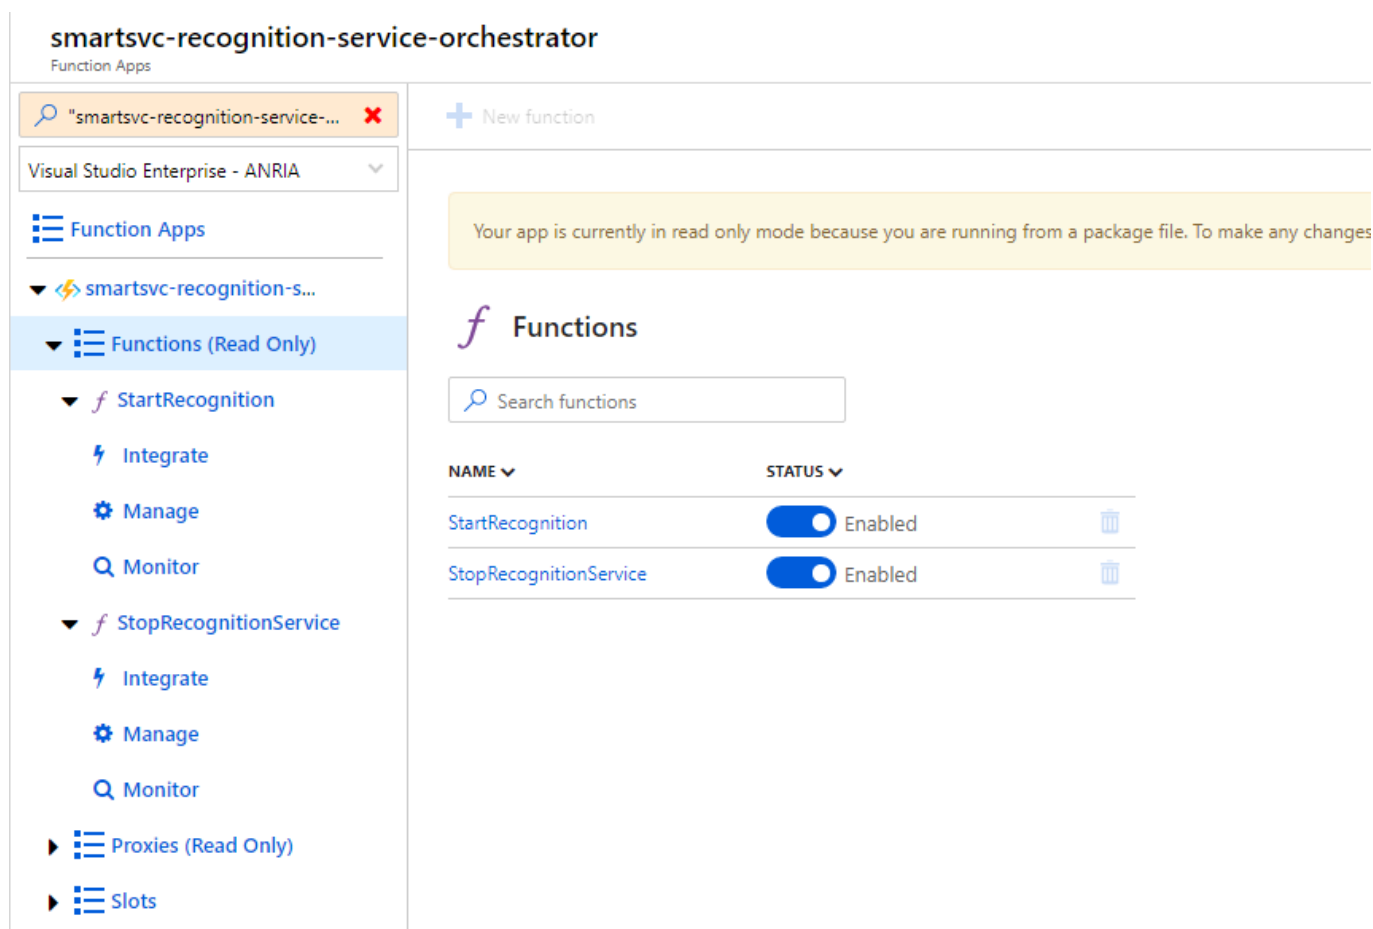 smartsvc-recognition-service-orchestrator
Function Apps
"smartsvc-recognition-service-...
Visual Studio Enterprise - ANRIA
Function Apps
smartsvc-recognition-s...
Functions (Read Only)
StartRecognition
Integrate
Manage
Monitor
StopRecognitionService
Integrate
Manage
Monitor
Proxies (Read Only)
Slots
New function
Your app is currently in read only mode because you are running from a package file. To make any changes
Functions
Search functions
NAME STATUS
StartRecognition Enabled
StopRecognitionService Enabled